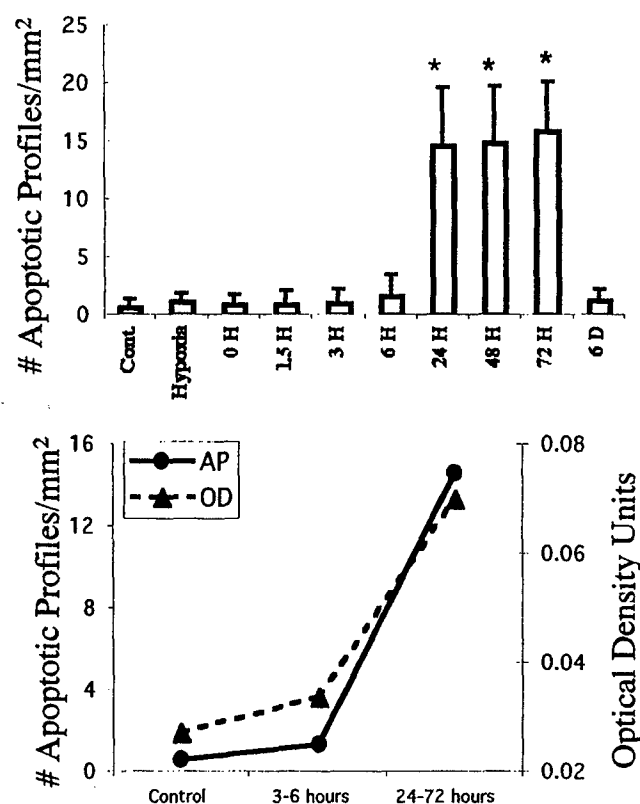 # Apoptotic Profiles/mm²
25
20
15
10
5
0
* * *
Cont.
Hypoxia
0 H
1.5 H
3 H
6 H
24 H
48 H
72 H
6 D
# Apoptotic Profiles/mm²
16
12
8
4
0
AP
OD
0.08
0.06
0.04
0.02
Optical Density Units
Control 3-6 hours 24-72 hours